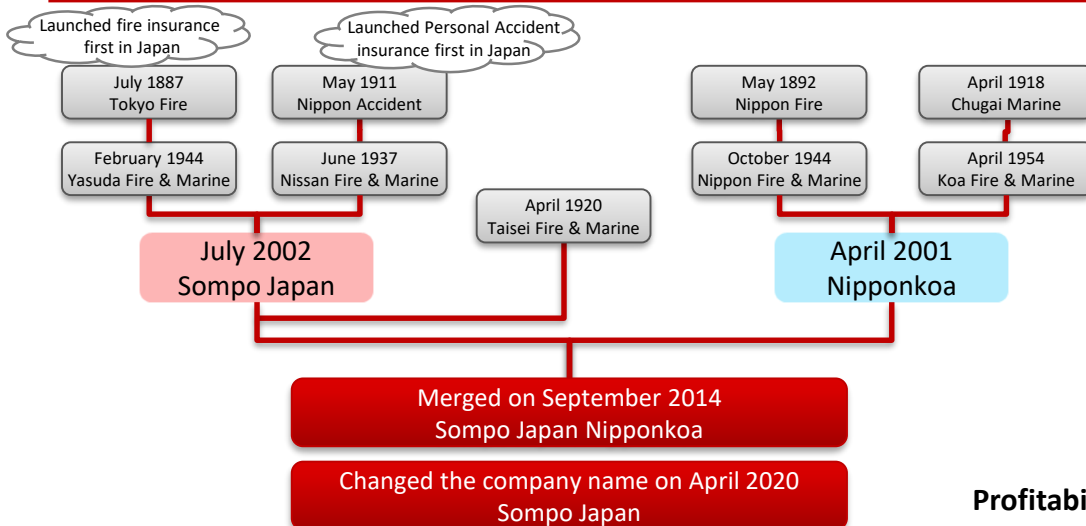 Launched fire insurance
first in Japan
Launched Personal Accident
insurance first in Japan
July 1887
Tokyo Fire
May 1911
Nippon Accident
May 1892
Nippon Fire
April 1918
Chugai Marine
February 1944
Yasuda Fire & Marine
June 1937
Nissan Fire & Marine
October 1944
Nippon Fire & Marine
April 1954
Koa Fire & Marine
April 1920
Taisei Fire & Marine
July 2002
Sompo Japan
April 2001
Nipponkoa
Merged on September 2014
Sompo Japan Nipponkoa
Changed the company name on April 2020
Sompo Japan
Profitabi